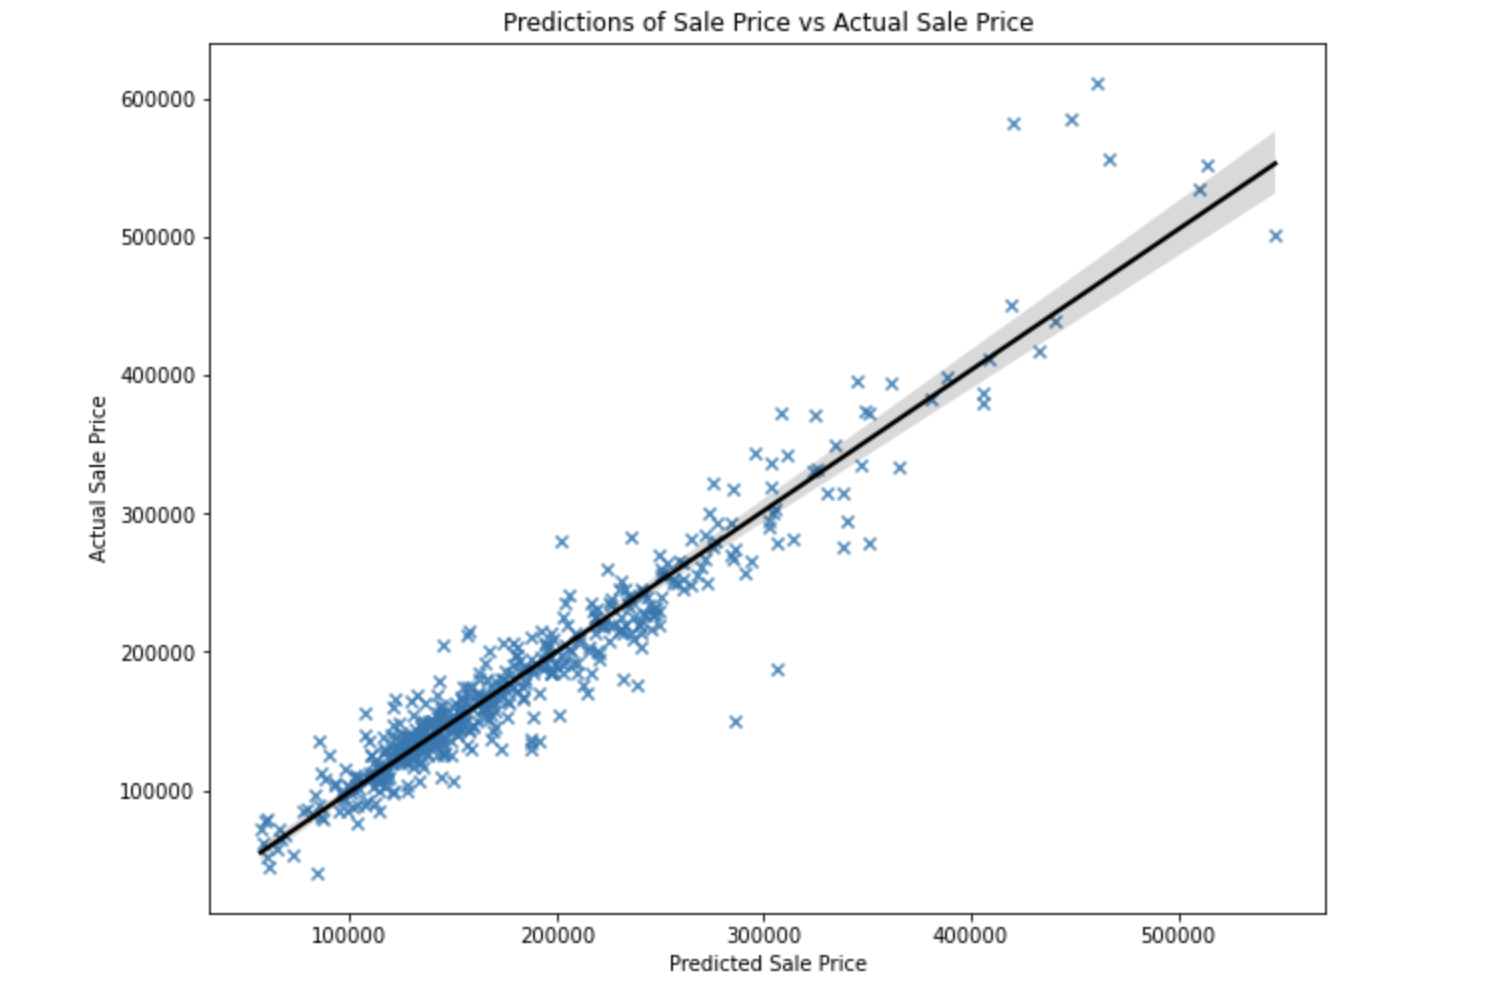 Predictions of Sale Price vs Actual Sale Price
600000
500000
400000
300000
200000
100000
Actual Sale Price
100000 200000 300000 400000 500000
Predicted Sale Price